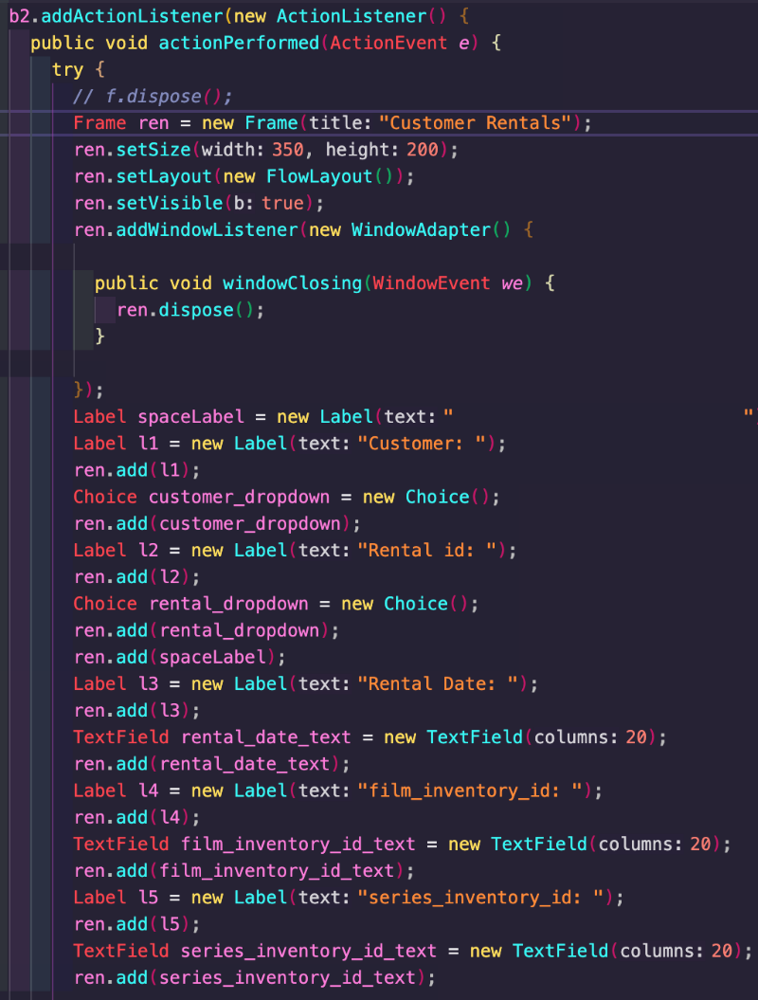 b2.addActionListener(new ActionListener() {
public void actionPerformed(ActionEvent e) {
try {
// f.dispose();
Frame ren = new Frame(title: "Customer Rentals");
ren.setSize(width: 350, height: 200);
ren.setLayout(new FlowLayout());
ren.setVisible(b: true);
ren.addWindowListener(new WindowAdapter() {
public void windowClosing(WindowEvent we) {
ren.dispose();
}
});
Label spaceLabel = new Label(text: "                           "
Label l1 = new Label(text: "Customer: ");
ren.add(l1);
Choice customer_dropdown = new Choice();
ren.add(customer_dropdown);
Label l2 = new Label(text: "Rental id: ");
ren.add(l2);
Choice rental_dropdown = new Choice();
ren.add(rental_dropdown);
ren.add(spaceLabel);
Label l3 = new Label(text: "Rental Date: ");
ren.add(l3);
TextField rental_date_text = new TextField(columns: 20);
ren.add(rental_date_text);
Label l4 = new Label(text: "film_inventory_id: ");
ren.add(l4);
TextField film_inventory_id_text = new TextField(columns: 20);
ren.add(film_inventory_id_text);
Label l5 = new Label(text: "series_inventory_id: ");
ren.add(l5);
TextField series_inventory_id_text = new TextField(columns: 20);
ren.add(series_inventory_id_text);